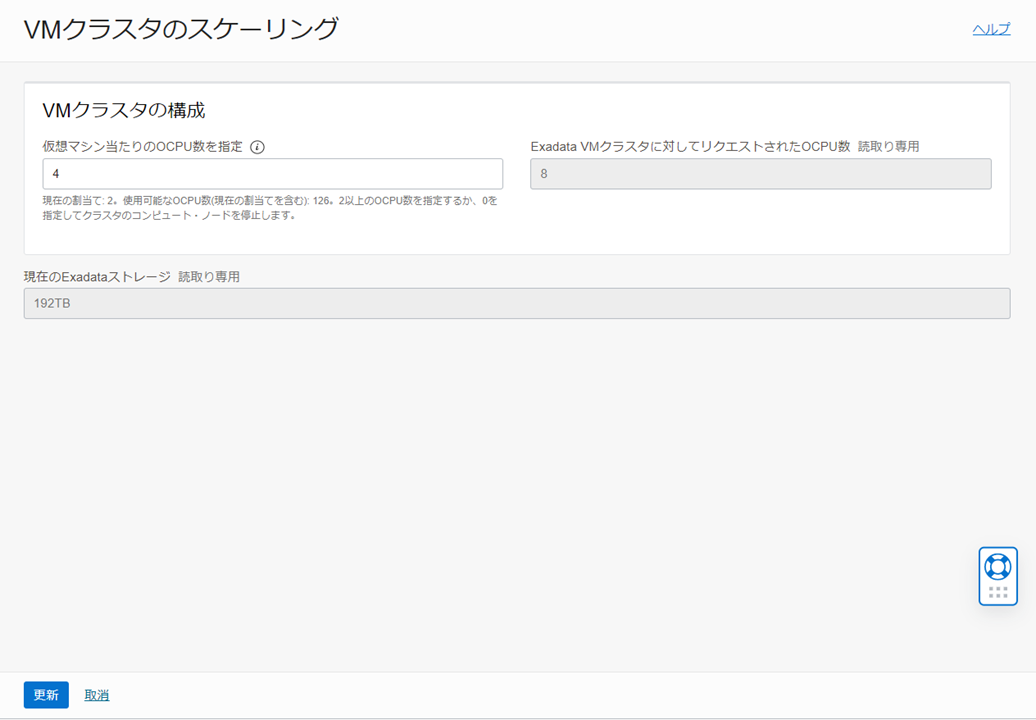 VMクラスタのスケーリング
ヘルプ
VMクラスタの構成
仮想マシン当たりのOCPU数を指定
4
現在の割当て: 2。使用可能なOCPU数(現在の割当てを含む): 126。2以上のOCPU数を指定するか、0を
指定してクラスタのコンピュート・ノードを停止します。
Exadata VMクラスタに対してリクエストされたOCPU数 読取り専用
8
現在のExadataストレージ 読取り専用
192TB
更新
取消